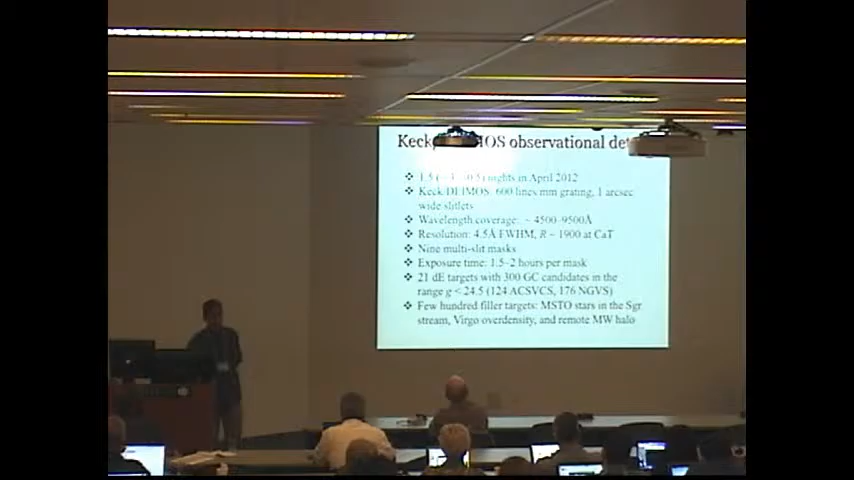 Keck IOS observational
nights in April 2012
Keck/DEIMOS: 600 lines mm grating, 1 arcsec
wide slitlets
Wavelength coverage: ~ 4500–9500Å
Resolution: 4.5Å FWHM, R ~ 1900 at CaT
Nine multi-slit masks
Exposure time: 1.5–2 hours per mask
21 dE targets with 300 GC candidates in the
range g < 24.5 (124 ACSVCS, 176 NGVS)
Few hundred filler targets: MSTO stars in the Sgr
stream, Virgo overdensity, and remote MW halo